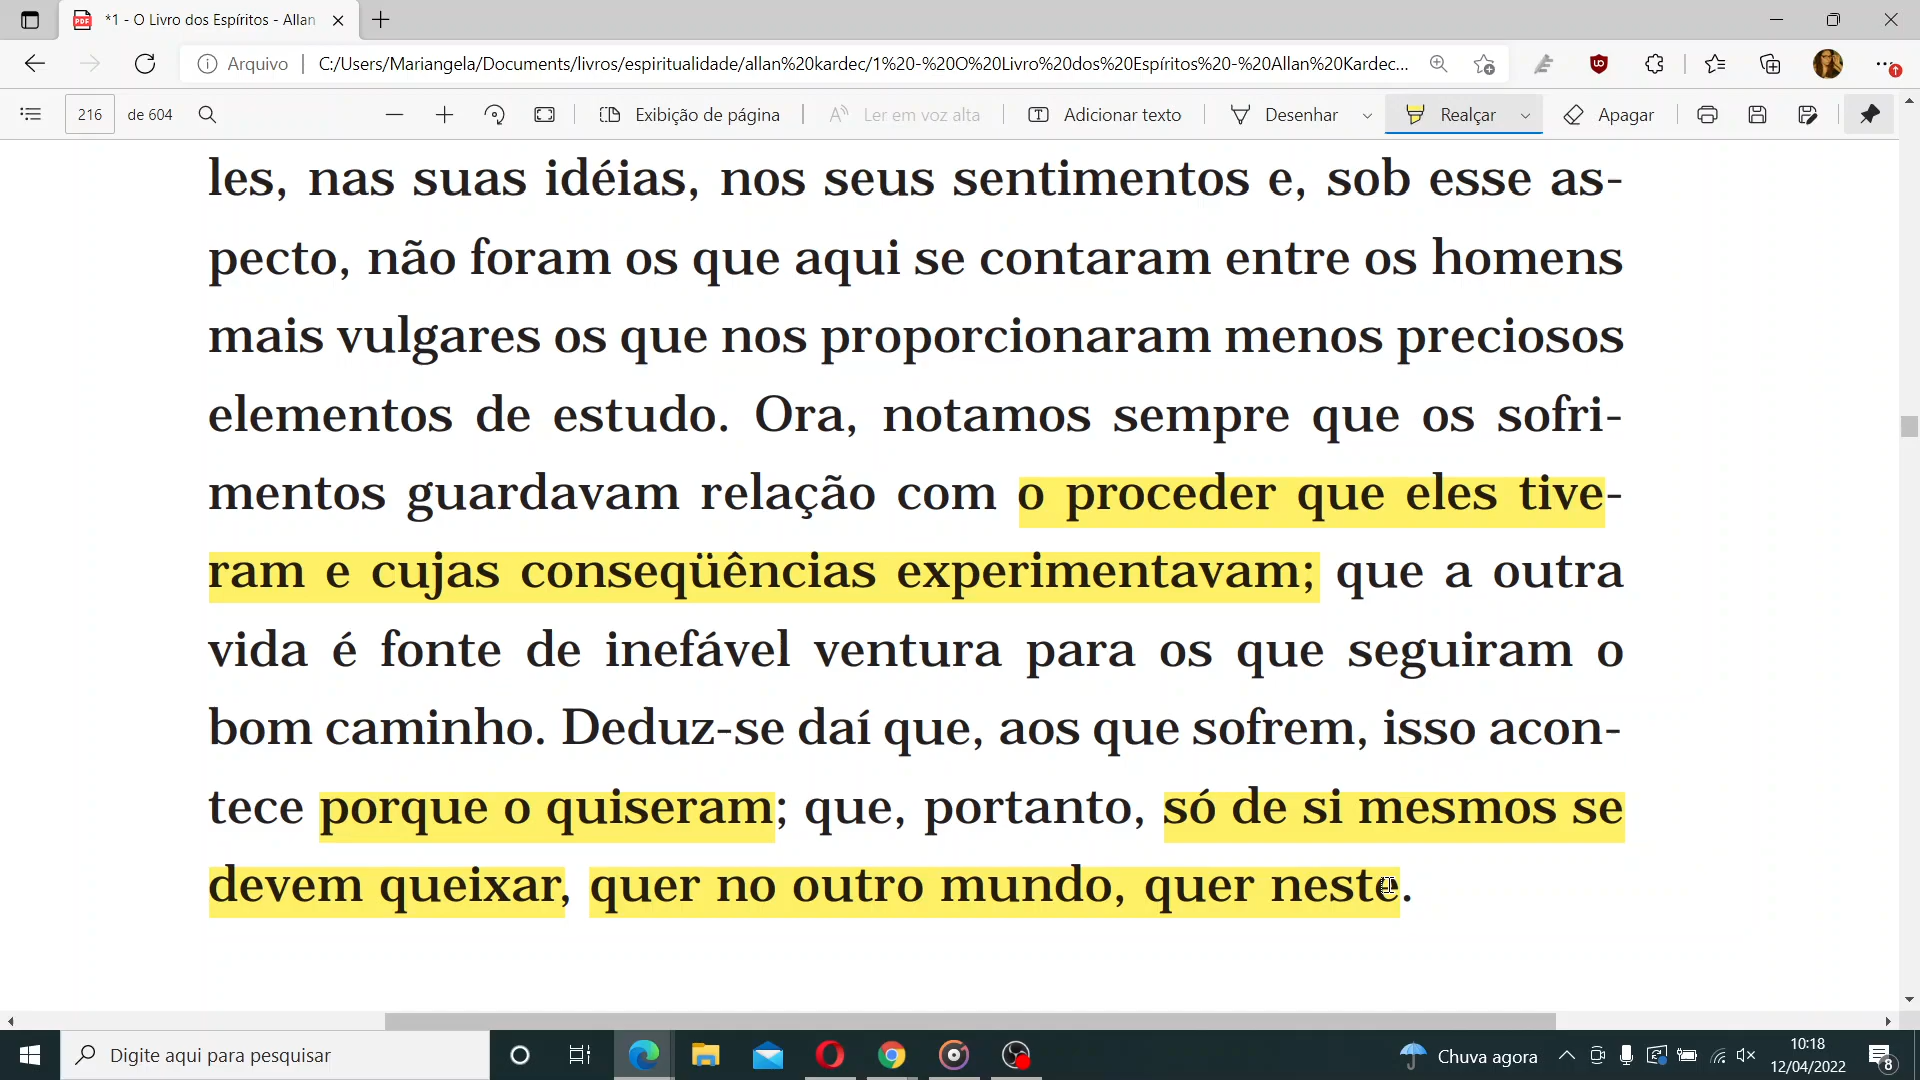 *1 - O Livro dos Espíritos - Allan
Arquivo
C:/Users/Mariangela/Documents/livros/espiritualidade/allan%20kardec/1%20-%20O%20Livro%20dos%20Espíritos%20-%20Allan%20Kardec...
216 de 604
Exibição de página
Ler em voz alta
Adicionar texto
Desenhar
Realçar
Apagar
les, nas suas idéias, nos seus sentimentos e, sob esse as-
pecto, não foram os que aqui se contaram entre os homens
mais vulgares os que nos proporcionaram menos preciosos
elementos de estudo. Ora, notamos sempre que os sofri-
mentos guardavam relação com o proceder que eles tive-
ram e cujas conseqüências experimentavam; que a outra
vida é fonte de inefável ventura para os que seguiram o
bom caminho. Deduz-se daí que, aos que sofrem, isso acon-
tece porque o quiseram; que, portanto, só de si mesmos se
devem queixar, quer no outro mundo, quer neste.
Digite aqui para pesquisar
Chuva agora
10:18
12/04/2022
8